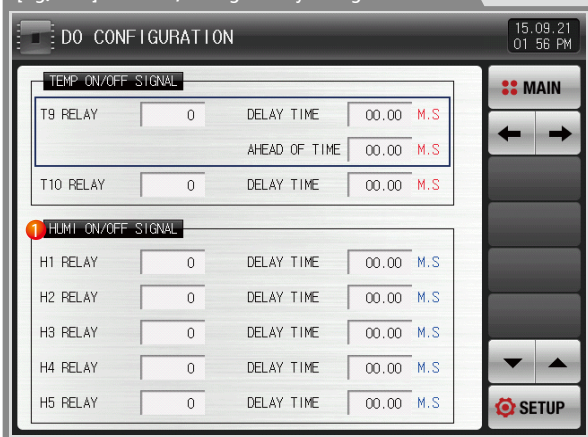 DO CONFIGURATION
15.09.21
01 56 PM
TEMP ON/OFF SIGNAL
T9 RELAY 0 DELAY TIME 00.00 M.S
AHEAD OF TIME 00.00 M.S
T10 RELAY 0 DELAY TIME 00.00 M.S
1 HUMI ON/OFF SIGNAL
H1 RELAY 0 DELAY TIME 00.00 M.S
H2 RELAY 0 DELAY TIME 00.00 M.S
H3 RELAY 0 DELAY TIME 00.00 M.S
H4 RELAY 0 DELAY TIME 00.00 M.S
H5 RELAY 0 DELAY TIME 00.00 M.S
MAIN
SETUP